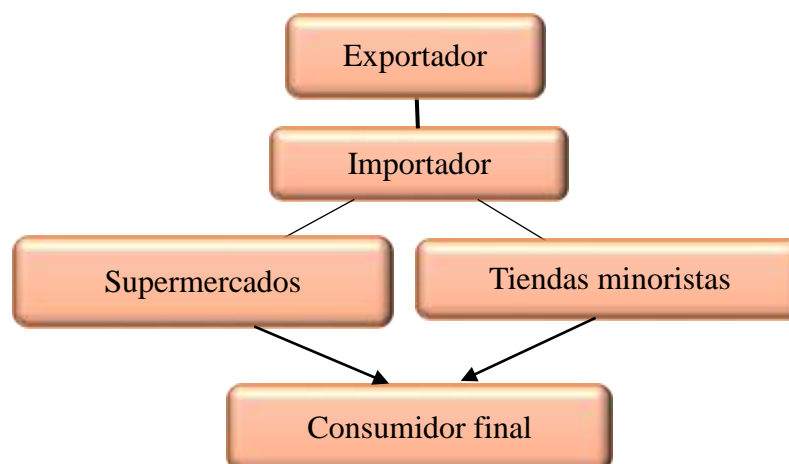 Exportador
Importador
Supermercados
Tiendas minoristas
Consumidor final